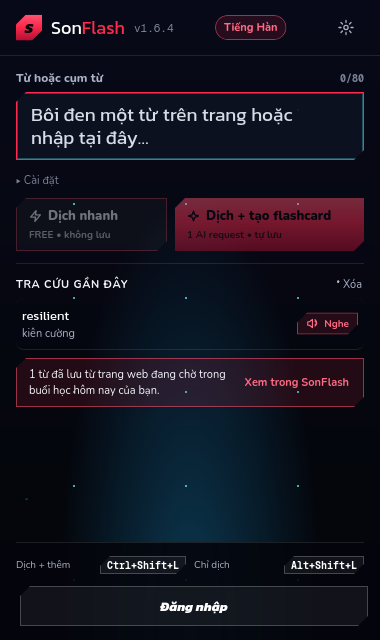 S SonFlash v1.6.4 Tiếng Hàn
Từ hoặc cụm từ 0/80
Bôi đen một từ trên trang hoặc
nhập tại đây...
▸ Cài đặt
Dịch nhanh Dịch + tạo flashcard
FREE • không lưu 1 AI request • tự lưu
TRA CỨU GẦN ĐÂY Xóa
resilient
kiên cường Nghe
1 từ đã lưu từ trang web đang chờ trong
buổi học hôm nay của bạn. Xem trong SonFlash
Dịch + thêm Ctrl+Shift+L Chỉ dịch Alt+Shift+L
Đăng nhập